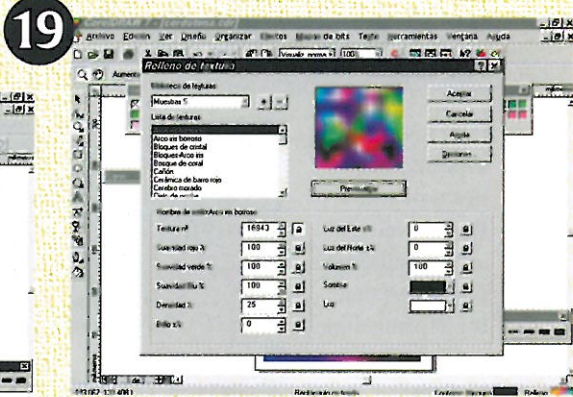 19
CorelDRAW 7 - [cordotema.cdr]
Archivo Edición Ver Diseño Organizar Efectos Mapas de bits Texto Herramientas Ventana Ayuda
100
Relleno de textura
Biblioteca de texturas:
Muestras 5
Aceptar
Cancelar
Ayuda
Opciones
Lista de texturas:
Arco iris borroso
Bloques de cristal
Bloques-Arco iris
Bosque de coral
Cañón
Cerámica de barro rojo
Cerebro morado
Previsualizar
Textura nº 16943
Suavidad rojo % 100
Suavidad verde % 100
Suavidad %: 100
Densidad %: 25
Brillo ±% 0
Luz del Este ±% 0
Luz del Norte ±% 0
Volumen % 100
Sombra
Luz
Relleno